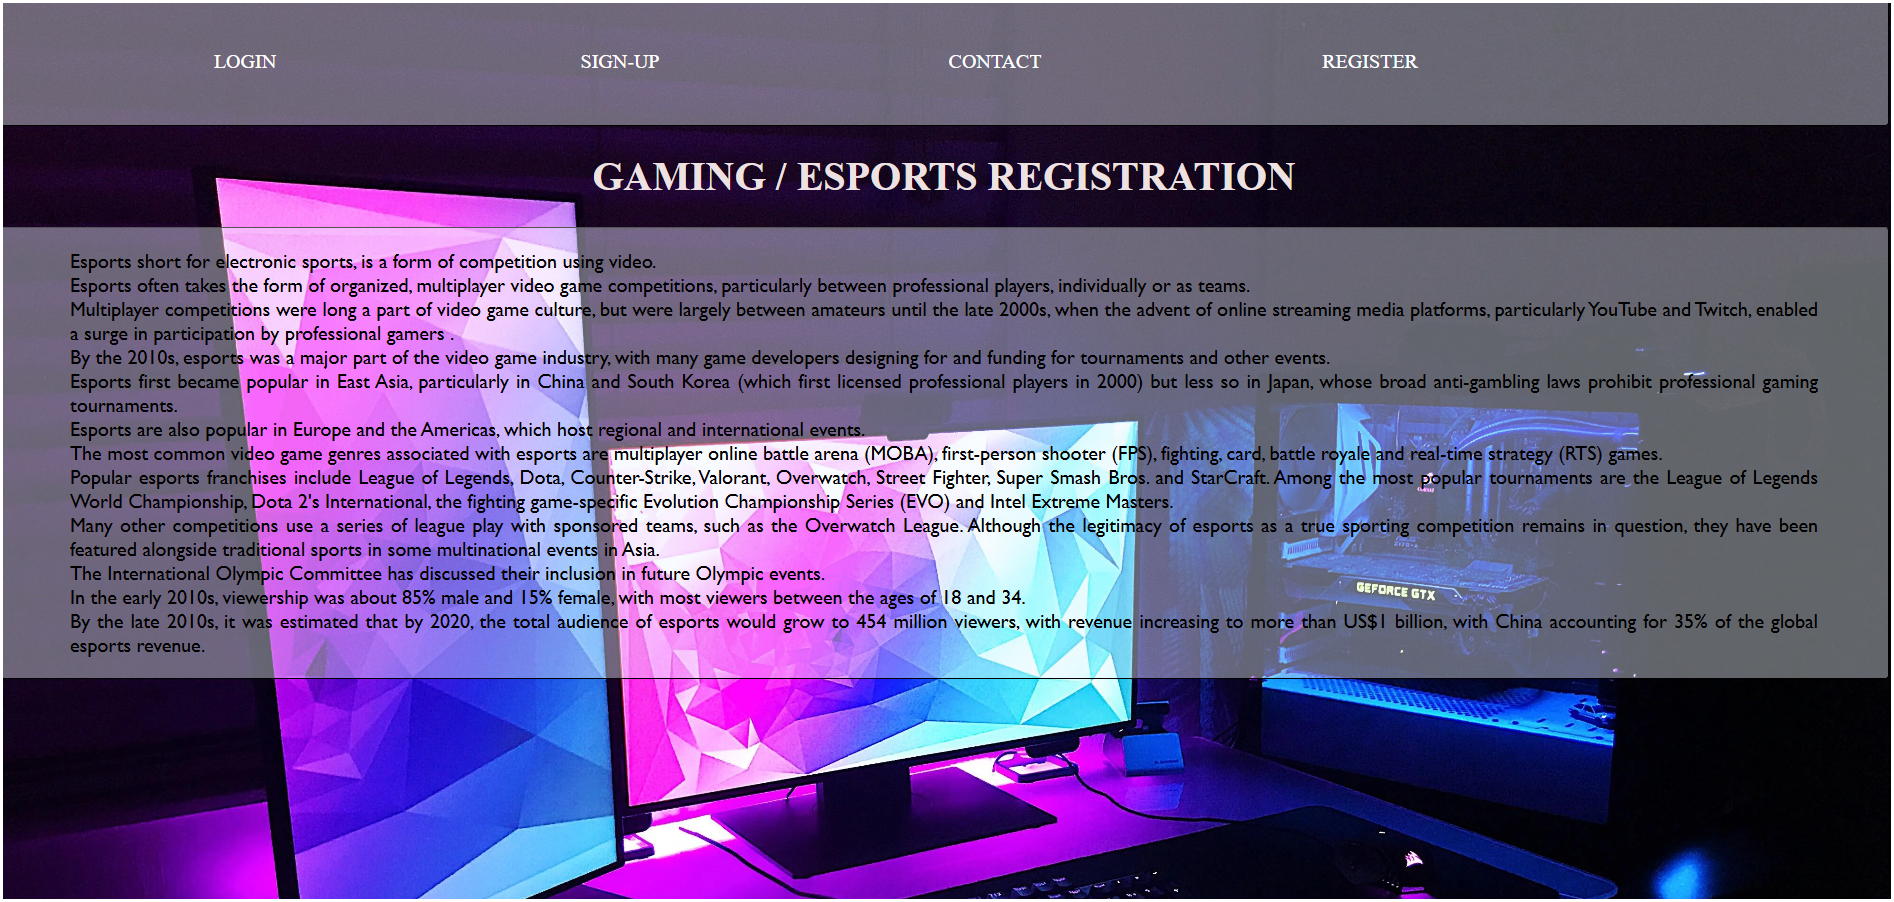 LOGIN SIGN-UP CONTACT REGISTER
GAMING / ESPORTS REGISTRATION
Esports short for electronic sports, is a form of competition using video.
Esports often takes the form of organized, multiplayer video game competitions, particularly between professional players, individually or as teams.
Multiplayer competitions were long a part of video game culture, but were largely between amateurs until the late 2000s, when the advent of online streaming media platforms, particularly YouTube and Twitch, enabled
a surge in participation by professional gamers .
By the 2010s, esports was a major part of the video game industry, with many game developers designing for and funding for tournaments and other events.
Esports first became popular in East Asia, particularly in China and South Korea (which first licensed professional players in 2000) but less so in Japan, whose broad anti-gambling laws prohibit professional gaming
tournaments.
Esports are also popular in Europe and the Americas, which host regional and international events.
The most common video game genres associated with esports are multiplayer online battle arena (MOBA), first-person shooter (FPS), fighting, card, battle royale and real-time strategy (RTS) games.
Popular esports franchises include League of Legends, Dota, Counter-Strike, Valorant, Overwatch, Street Fighter, Super Smash Bros. and StarCraft. Among the most popular tournaments are the League of Legends
World Championship, Dota 2's International, the fighting game-specific Evolution Championship Series (EVO) and Intel Extreme Masters.
Many other competitions use a series of league play with sponsored teams, such as the Overwatch League. Although the legitimacy of esports as a true sporting competition remains in question, they have been
featured alongside traditional sports in some multinational events in Asia.
The International Olympic Committee has discussed their inclusion in future Olympic events.
In the early 2010s, viewership was about 85% male and 15% female, with most viewers between the ages of 18 and 34.
GEFORCE GTX
By the late 2010s, it was estimated that by 2020, the total audience of esports would grow to 454 million viewers, with revenue increasing to more than US$1 billion, with China accounting for 35% of the global
esports revenue.